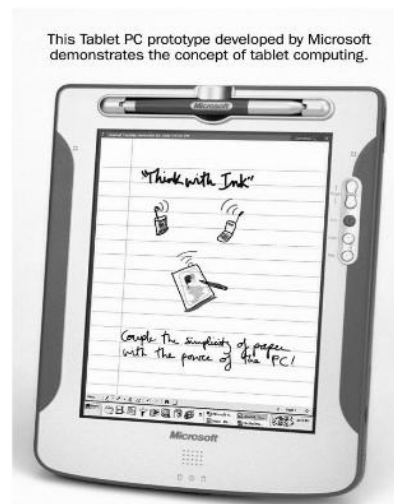 This Tablet PC prototype developed by Microsoft
demonstrates the concept of tablet computing.
Microsoft
"Think with Ink"
Couple the simplicity of paper
with the power of the PC!
Microsoft